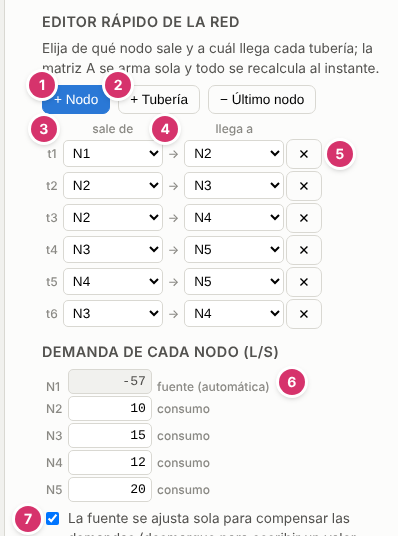 EDITOR RÁPIDO DE LA RED
Elija de qué nodo sale y a cuál llega cada tubería; la
matriz A se arma sola y todo se recalcula al instante.
1 2
+ Nodo + Tubería − Último nodo
3 sale de 4 llega a
t1 N1 → N2 × 5
t2 N2 → N3 ×
t3 N2 → N4 ×
t4 N3 → N5 ×
t5 N4 → N5 ×
t6 N3 → N4 ×
DEMANDA DE CADA NODO (L/S)
N1 -57 fuente (automática) 6
N2 10 consumo
N3 15 consumo
N4 12 consumo
N5 20 consumo
7 La fuente se ajusta sola para compensar las